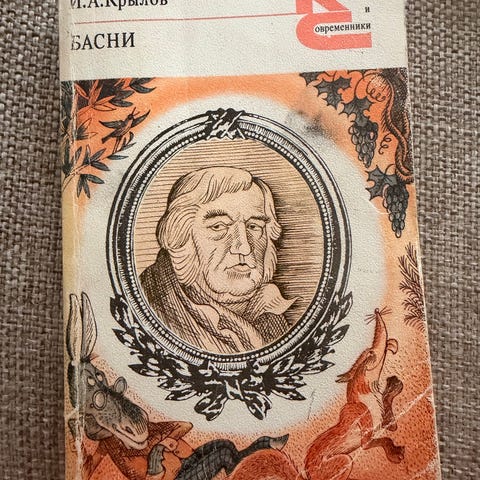 И.А.Крылов
БАСНИ
К
и
С
овременники